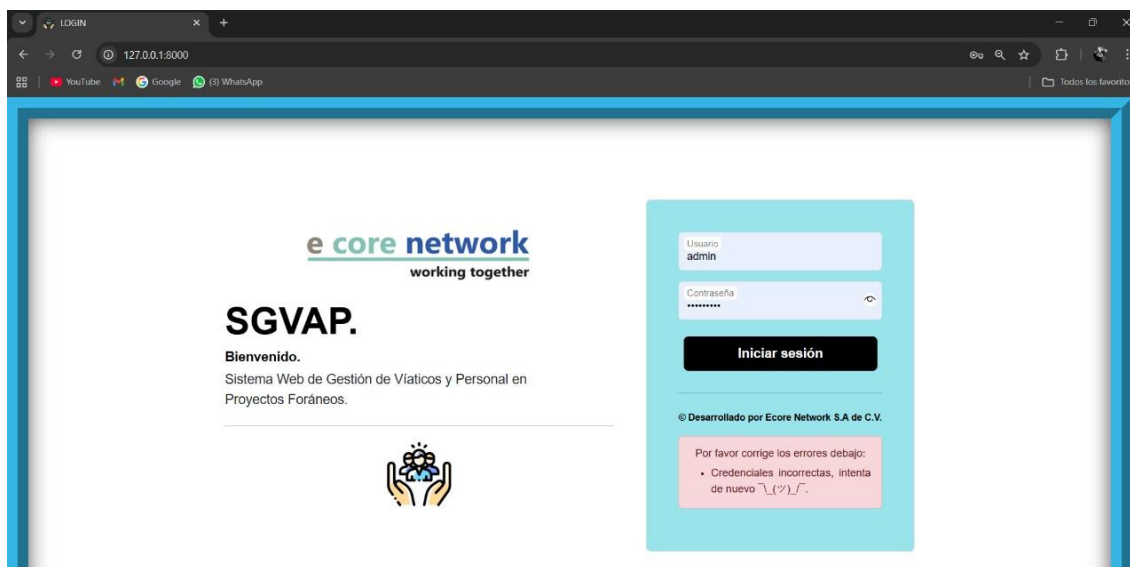 LOGIN
127.0.0.1:8000
YouTube
Google
(3) WhatsApp
Todos los favorito
e core network
working together
SGVAP.
Bienvenido.
Sistema Web de Gestión de Víaticos y Personal en
Proyectos Foráneos.
Usuario
admin
Contraseña
•••••••••
Iniciar sesión
© Desarrollado por Ecore Network S.A de C.V.
Por favor corrige los errores debajo:
• Credenciales incorrectas, intenta
de nuevo ¯\_(ツ)_/¯.